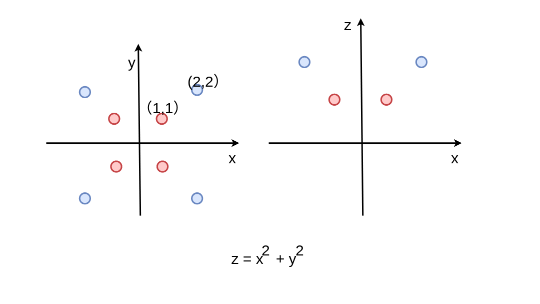 z
y
(2,2)
(1,1)
x
x
z = x² + y²